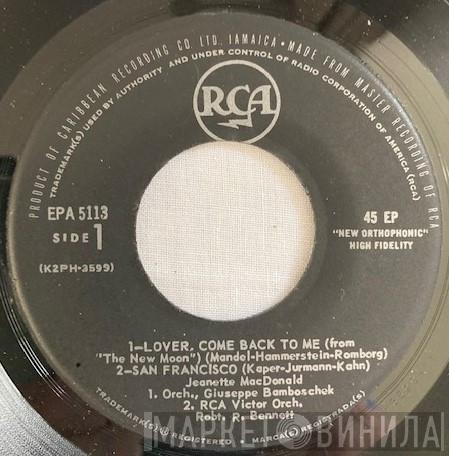 PRODUCT OF CARIBBEAN RECORDING CO. LTD. JAMAICA • MADE FROM MASTER RECORDING OF RCA
TRADEMARK(S) USED BY AUTHORITY AND UNDER CONTROL OF RADIO CORPORATION OF AMERICA (RCA)
RCA
EPA 5113
SIDE 1
(K2PH-3599)
45 EP
"NEW ORTHOPHONIC"
HIGH FIDELITY
1—LOVER, COME BACK TO ME (from
"The New Moon") (Mandel-Hammerstein-Romborg)
2—SAN FRANCISCO (Kaper-Jurmann-Kahn)
Jeanette MacDonald
1. Orch., Giuseppe Bamboschek
2. RCA Victor Orch.
Robt. R. Bennett
TRADEMARK(S) ® REGISTERED • MARCA(S) REGISTRADA(S)
МАРКЕТ ВИНИЛА